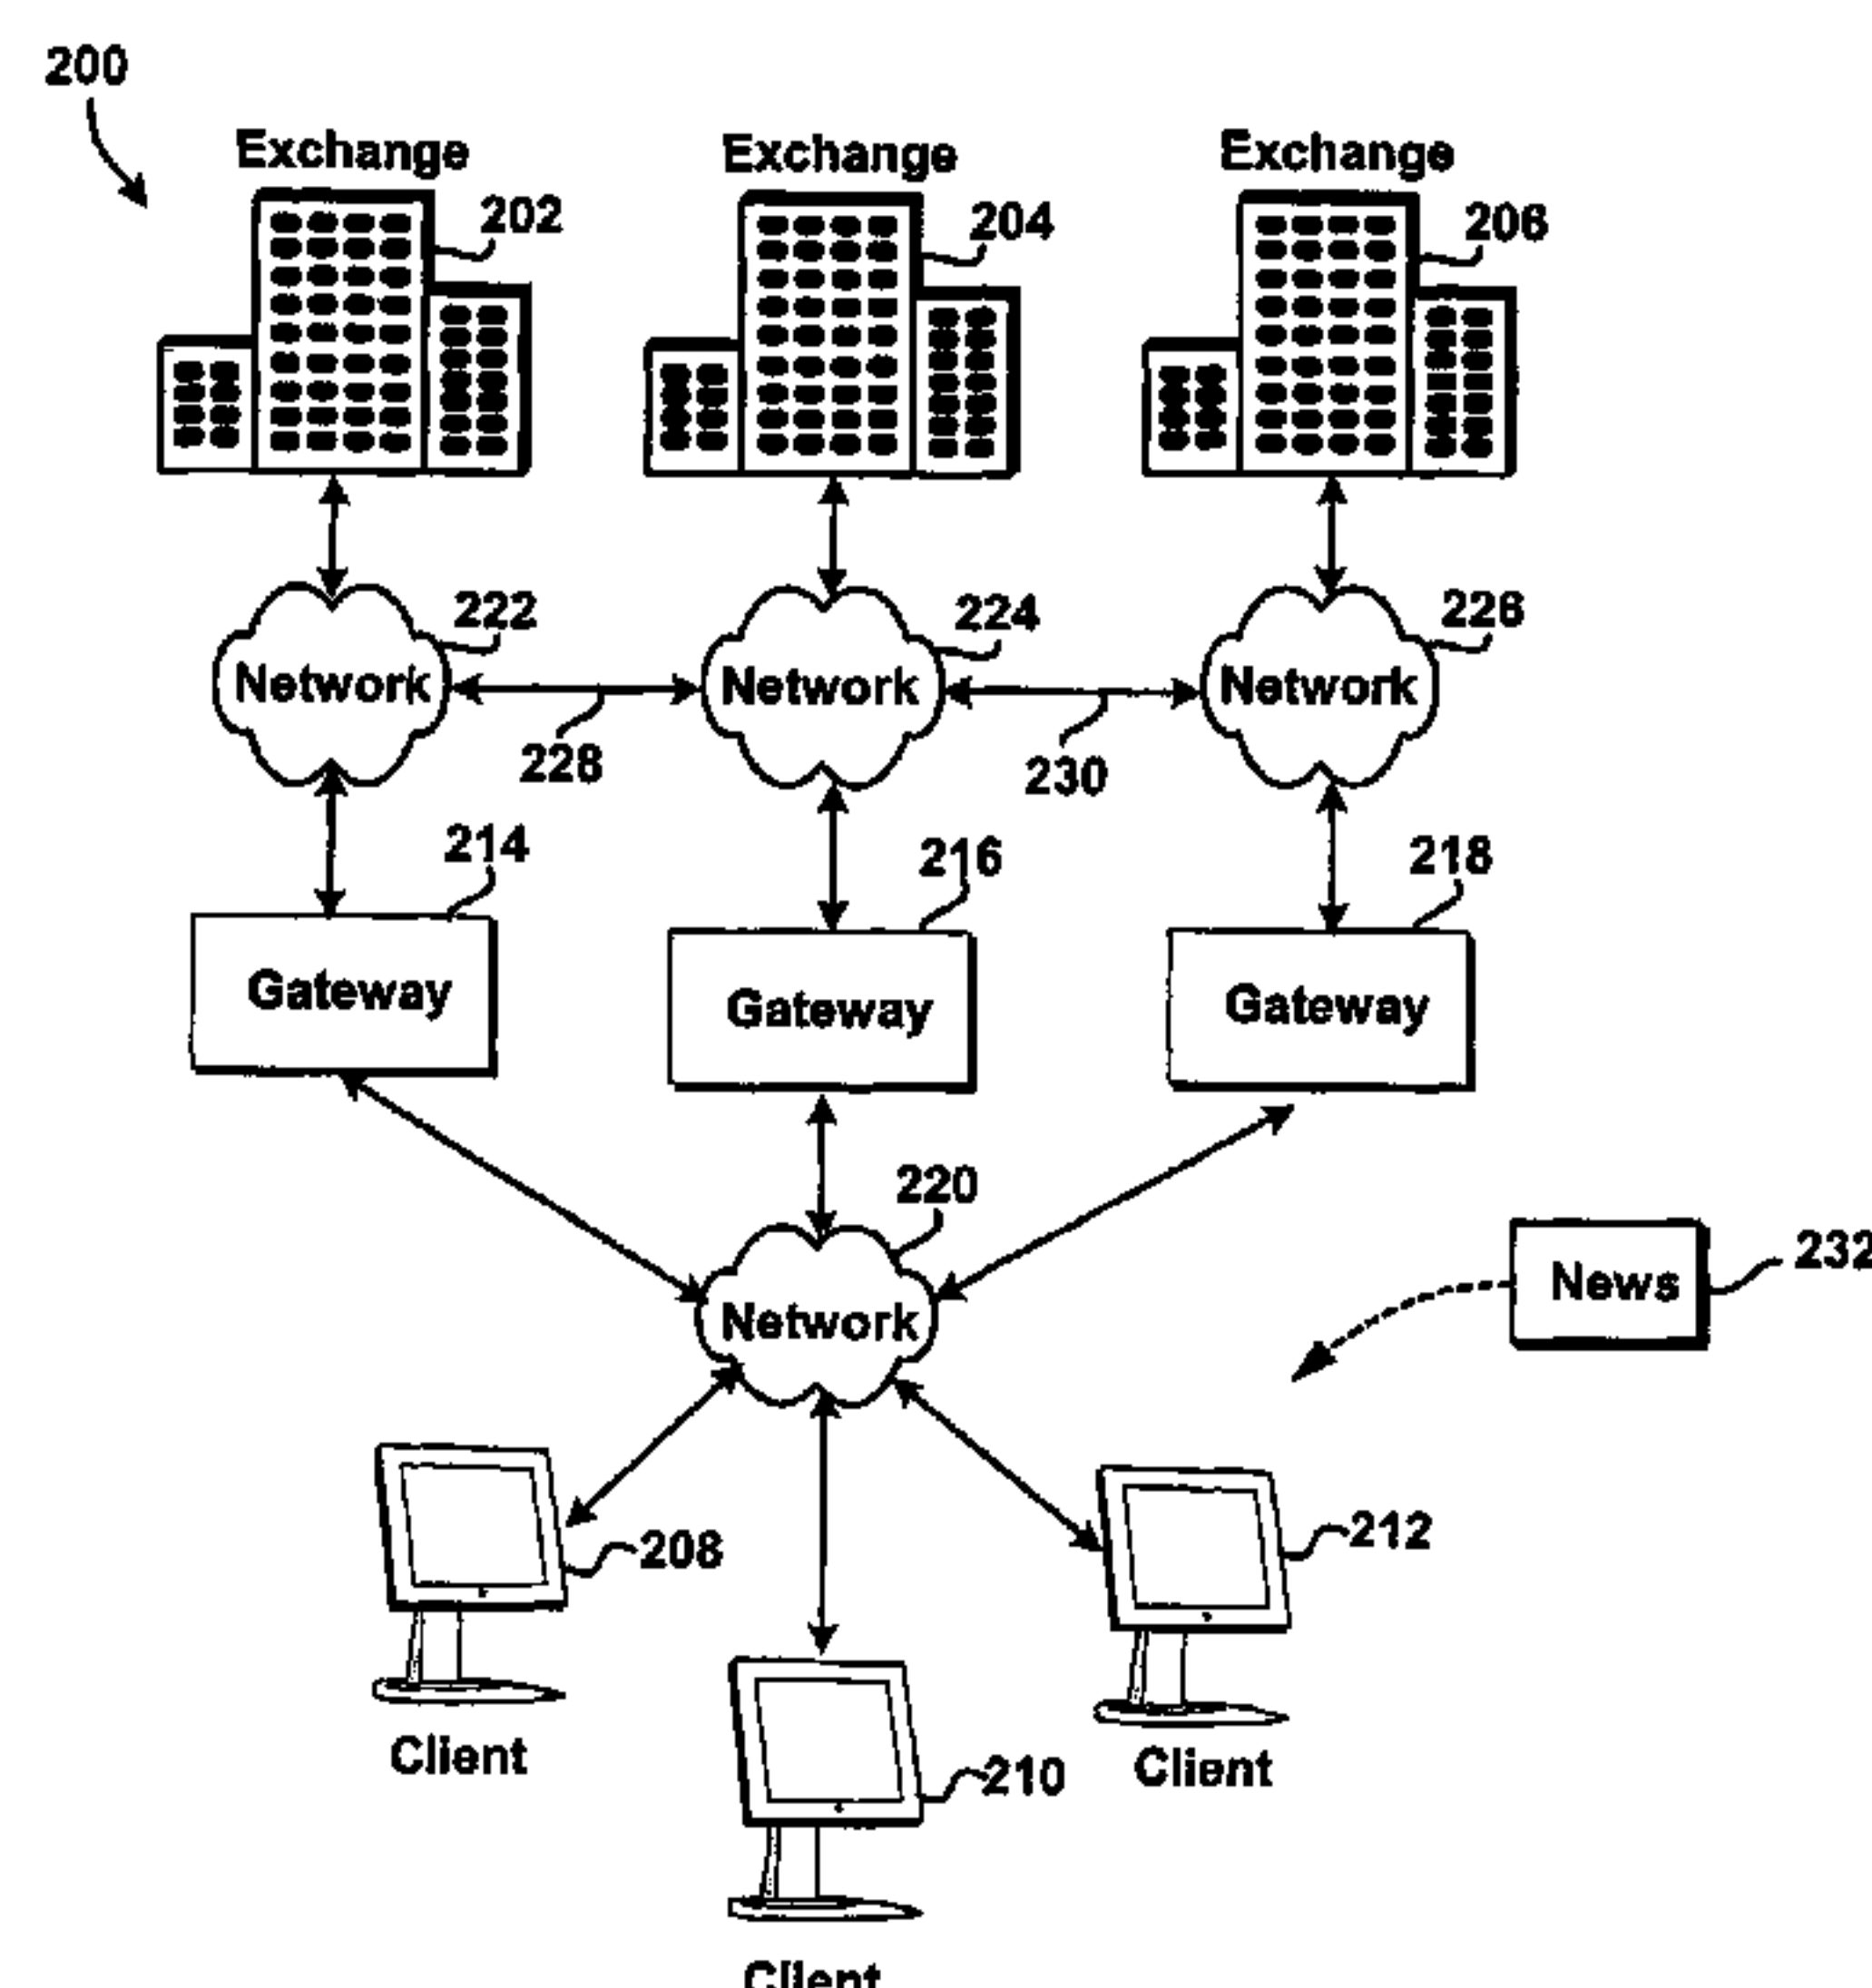 200
Exchange
Exchange
Exchange
202
204
206
222
224
226
Network
Network
Network
228
230
214
216
218
Gateway
Gateway
Gateway
220
232
News
Network
208
212
Client
Client
210
Client